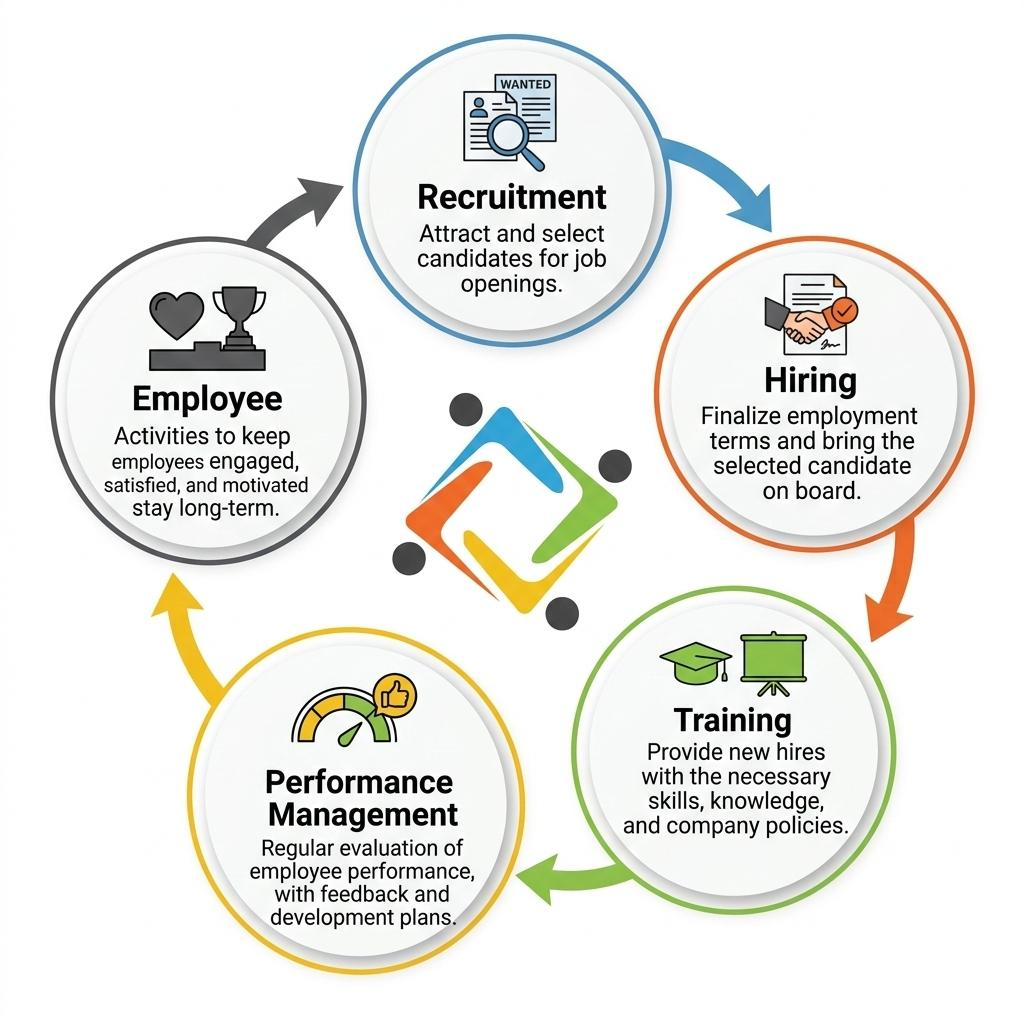 WANTED
Recruitment
Attract and select
candidates for job
openings.
Hiring
Finalize employment
terms and bring the
selected candidate
on board.
Training
Provide new hires
with the necessary
skills, knowledge,
and company policies.
Performance
Management
Regular evaluation of
employee performance,
with feedback and
development plans.
Employee
Activities to keep
employees engaged,
satisfied, and motivated
stay long-term.